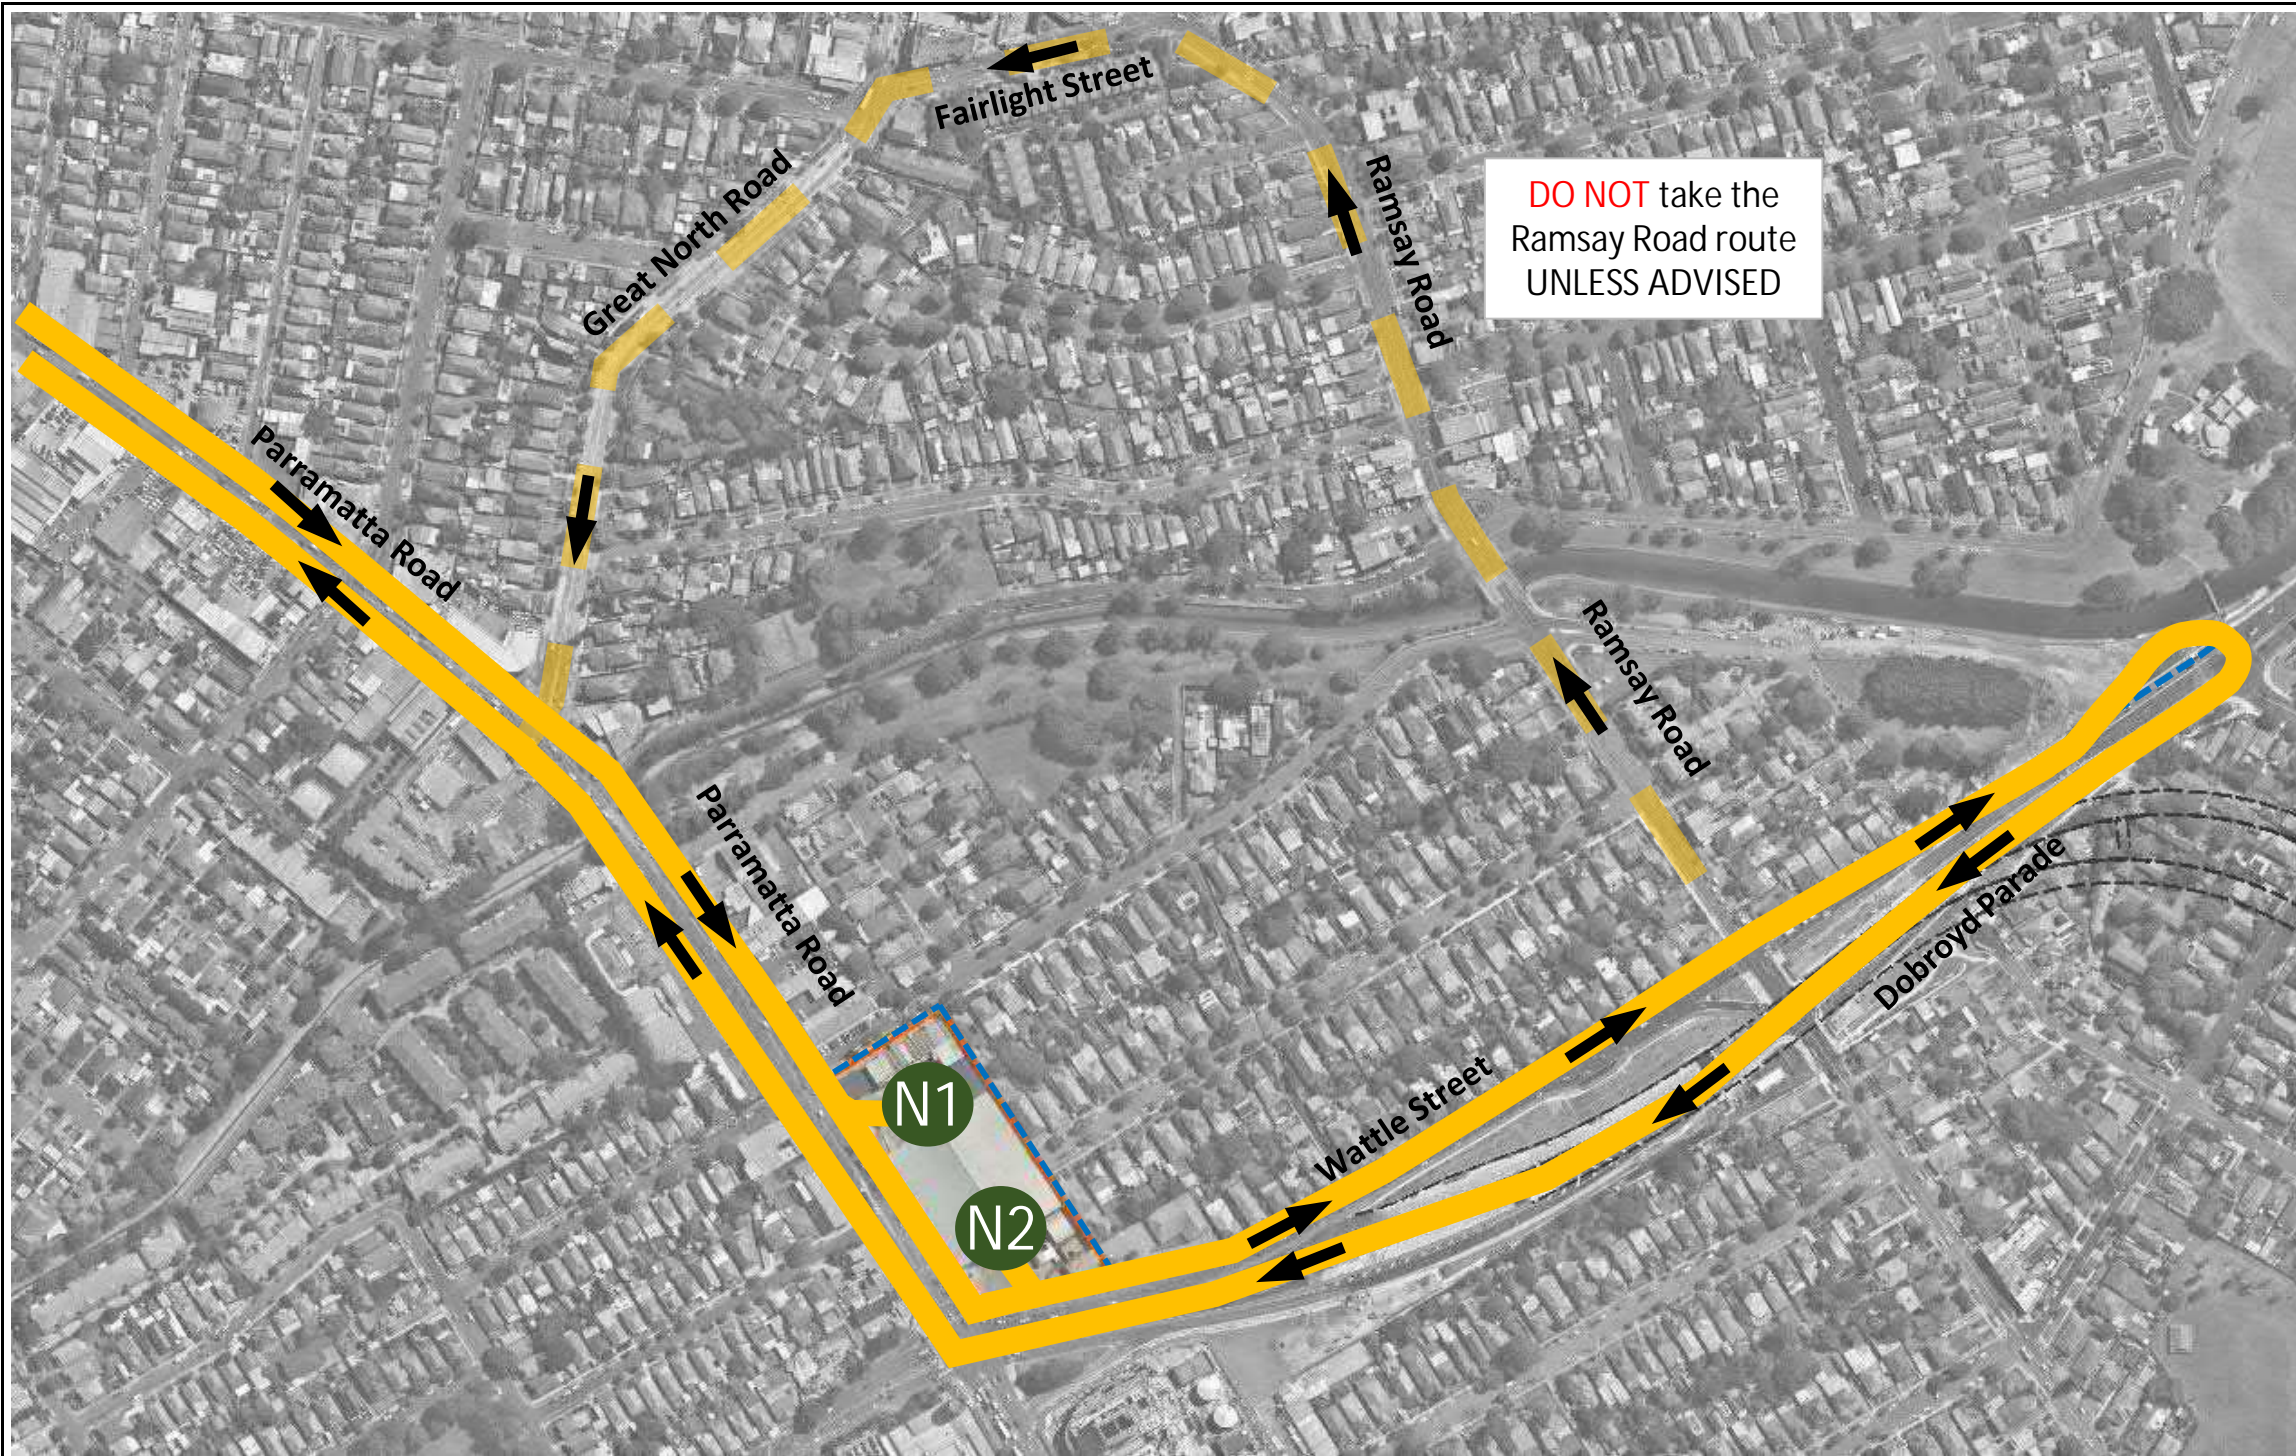 Fairlight Street
Great North Road
Ramsay Road
DO NOT take the
Ramsay Road route
UNLESS ADVISED
Parramatta Road
Ramsay Road
Parramatta Road
Dobroyd Parade
Wattle Street
N1
N2